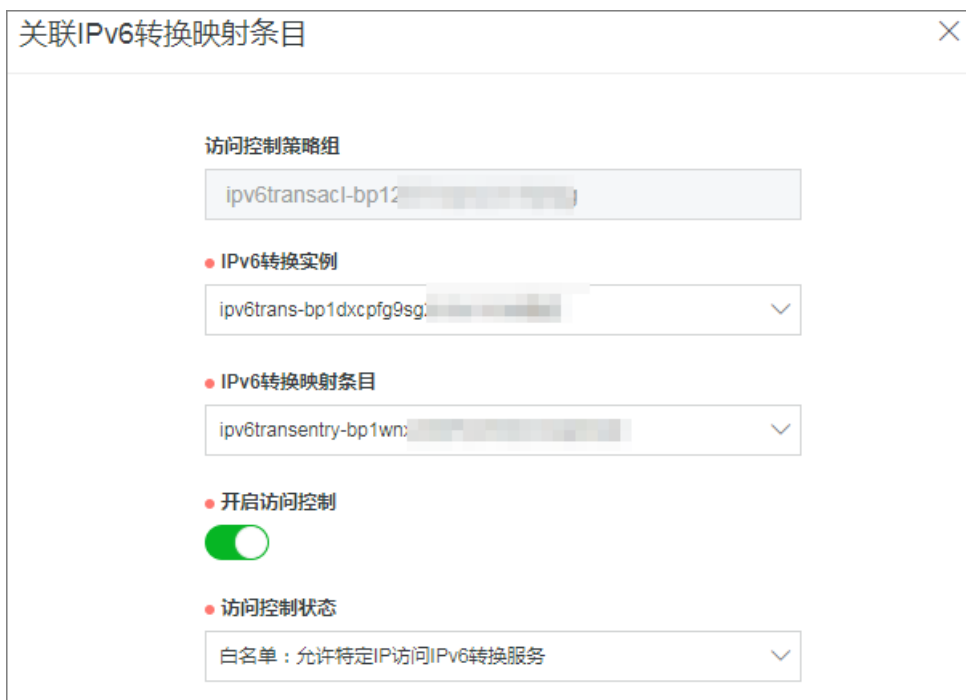 关联IPv6转换映射条目
访问控制策略组
ipv6transacl-bp12
IPv6转换实例
ipv6trans-bp1dxcpfg9sg
IPv6转换映射条目
ipv6transentry-bp1wnx
开启访问控制
访问控制状态
白名单：允许特定IP访问IPv6转换服务